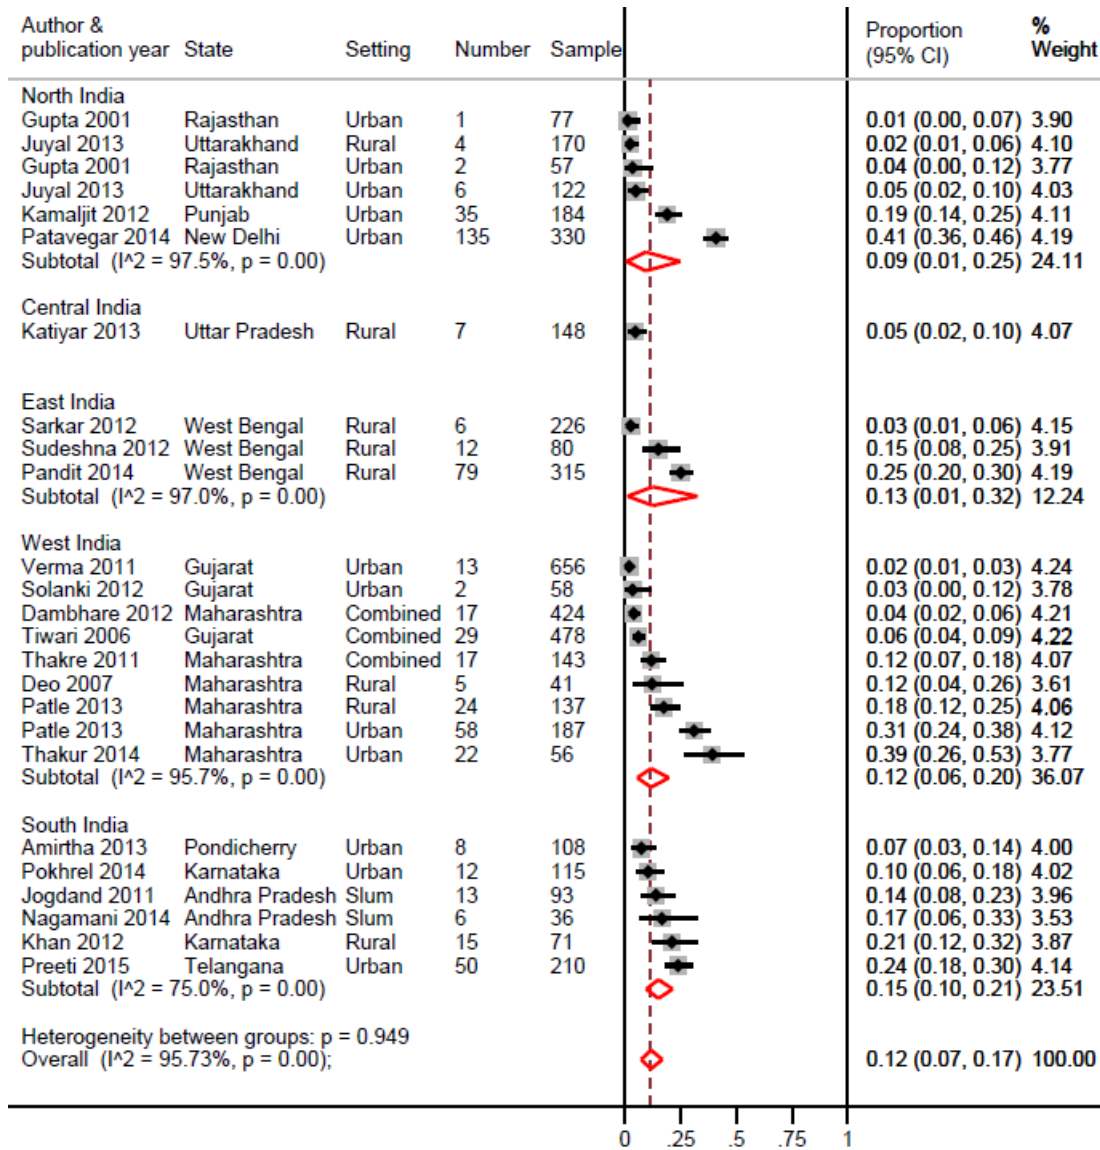 Author & publication year State Setting Number Sample Proportion (95% CI) % Weight
North India
Gupta 2001 Rajasthan Urban 1 77 0.01 (0.00, 0.07) 3.90
Juyal 2013 Uttarakhand Rural 4 170 0.02 (0.01, 0.06) 4.10
Gupta 2001 Rajasthan Urban 2 57 0.04 (0.00, 0.12) 3.77
Juyal 2013 Uttarakhand Urban 6 122 0.05 (0.02, 0.10) 4.03
Kamaljit 2012 Punjab Urban 35 184 0.19 (0.14, 0.25) 4.11
Patavegar 2014 New Delhi Urban 135 330 0.41 (0.36, 0.46) 4.19
Subtotal (I^2 = 97.5%, p = 0.00) 0.09 (0.01, 0.25) 24.11
Central India
Katiyar 2013 Uttar Pradesh Rural 7 148 0.05 (0.02, 0.10) 4.07
East India
Sarkar 2012 West Bengal Rural 6 226 0.03 (0.01, 0.06) 4.15
Sudeshna 2012 West Bengal Rural 12 80 0.15 (0.08, 0.25) 3.91
Pandit 2014 West Bengal Rural 79 315 0.25 (0.20, 0.30) 4.19
Subtotal (I^2 = 97.0%, p = 0.00) 0.13 (0.01, 0.32) 12.24
West India
Verma 2011 Gujarat Urban 13 656 0.02 (0.01, 0.03) 4.24
Solanki 2012 Gujarat Urban 2 58 0.03 (0.00, 0.12) 3.78
Dambhare 2012 Maharashtra Combined 17 424 0.04 (0.02, 0.06) 4.21
Tiwari 2006 Gujarat Combined 29 478 0.06 (0.04, 0.09) 4.22
Thakre 2011 Maharashtra Combined 17 143 0.12 (0.07, 0.18) 4.07
Deo 2007 Maharashtra Rural 5 41 0.12 (0.04, 0.26) 3.61
Patle 2013 Maharashtra Rural 24 137 0.18 (0.12, 0.25) 4.06
Patle 2013 Maharashtra Urban 58 187 0.31 (0.24, 0.38) 4.12
Thakur 2014 Maharashtra Urban 22 56 0.39 (0.26, 0.53) 3.77
Subtotal (I^2 = 95.7%, p = 0.00) 0.12 (0.06, 0.20) 36.07
South India
Amirtha 2013 Pondicherry Urban 8 108 0.07 (0.03, 0.14) 4.00
Pokhrel 2014 Karnataka Urban 12 115 0.10 (0.06, 0.18) 4.02
Jogdand 2011 Andhra Pradesh Slum 13 93 0.14 (0.08, 0.23) 3.96
Nagamani 2014 Andhra Pradesh Slum 6 36 0.17 (0.06, 0.33) 3.53
Khan 2012 Karnataka Rural 15 71 0.21 (0.12, 0.32) 3.87
Preeti 2015 Telangana Urban 50 210 0.24 (0.18, 0.30) 4.14
Subtotal (I^2 = 75.0%, p = 0.00) 0.15 (0.10, 0.21) 23.51
Heterogeneity between groups: p = 0.949
Overall (I^2 = 95.73%, p = 0.00); 0.12 (0.07, 0.17) 100.00
0 .25 .5 .75 1